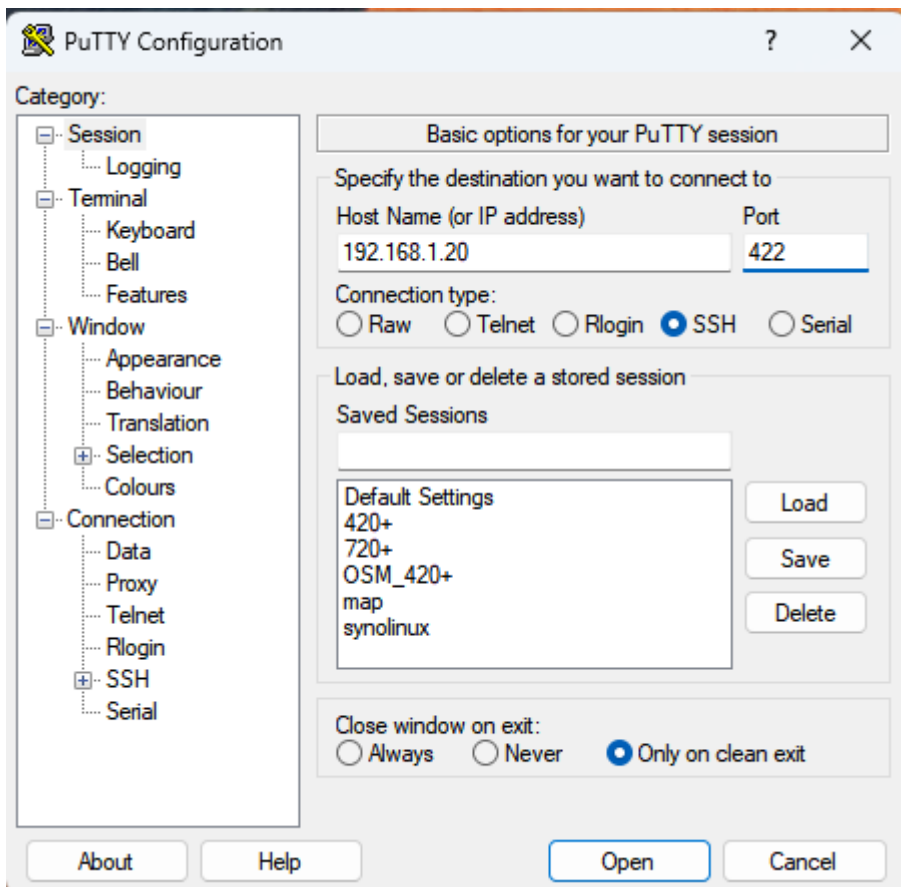 PuTTY Configuration
?
Category:
Session
Logging
Terminal
Keyboard
Bell
Features
Window
Appearance
Behaviour
Translation
Selection
Colours
Connection
Data
Proxy
Telnet
Rlogin
SSH
Serial
Basic options for your PuTTY session
Specify the destination you want to connect to
Host Name (or IP address) Port
192.168.1.20 422
Connection type:
Raw Telnet Rlogin SSH Serial
Load, save or delete a stored session
Saved Sessions
Default Settings
420+
720+
OSM_420+
map
synolinux
Load
Save
Delete
Close window on exit:
Always Never Only on clean exit
About Help Open Cancel